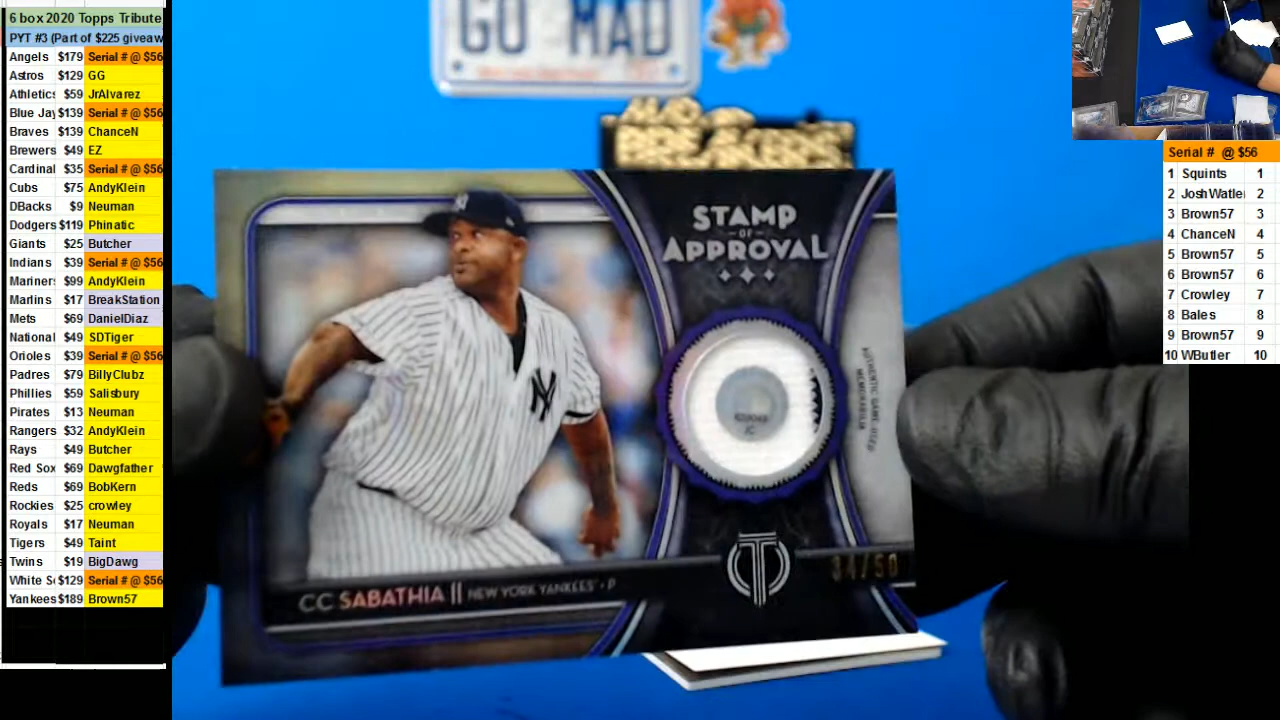 6 box 2020 Topps Tribute
PYT #3 (Part of $225 giveaw
Angels $179 Serial # @ $56
Astros $129 GG
Athletics $59 JrAlvarez
Blue Jay $139 Serial # @ $56
Braves $139 ChanceN
Brewers $49 EZ
Cardinal $35 Serial # @ $56
Cubs $75 AndyKlein
DBacks $9 Neuman
Dodgers $119 Phinatic
Giants $25 Butcher
Indians $39 Serial # @ $56
Mariner $99 AndyKlein
Marlins $17 BreakStation
Mets $69 DanielDiaz
National $49 SDTiger
Orioles $39 Serial # @ $56
Padres $79 BillyClubz
Phillies $59 Salisbury
Pirates $13 Neuman
Rangers $32 AndyKlein
Rays $49 Butcher
Red Sox $69 Dawgfather
Reds $69 BobKern
Rockies $25 crowley
Royals $17 Neuman
Tigers $49 Taint
Twins $19 BigDawg
White S $129 Serial # @ $56
Yankees $189 Brown57
GO MAD
STAMP
OF
APPROVAL
AUTHENTIC GAME-USED
MEMORABILIA
34/50
CC SABATHIA || NEW YORK YANKEES • P
Serial # @ $56
1 Squints 1
2 JoshWatle 2
3 Brown57 3
4 ChanceN 4
5 Brown57 5
6 Brown57 6
7 Crowley 7
8 Bales 8
9 Brown57 9
10 WButler 10